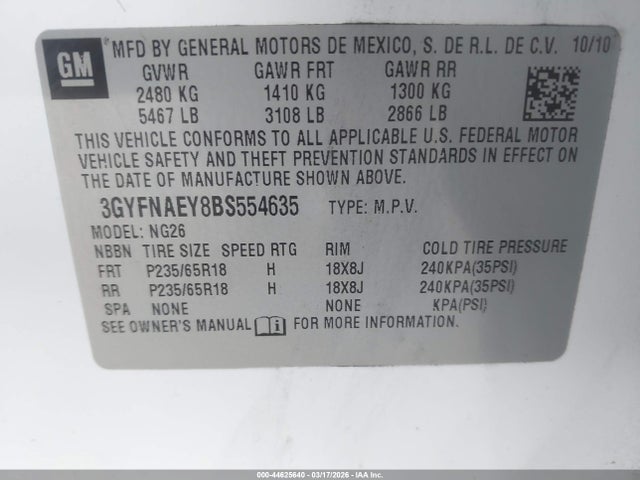 GM
MFD BY GENERAL MOTORS DE MEXICO, S. DE R.L. DE C.V. 10/10
GVWR GAWR FRT GAWR RR
2480 KG 1410 KG 1300 KG
5467 LB 3108 LB 2866 LB
THIS VEHICLE CONFORMS TO ALL APPLICABLE U.S. FEDERAL MOTOR
VEHICLE SAFETY AND THEFT PREVENTION STANDARDS IN EFFECT ON
THE DATE OF MANUFACTURE SHOWN ABOVE.
3GYFNAEY8BS554635 TYPE: M.P.V.
MODEL: NG26
NBBN TIRE SIZE SPEED RTG RIM COLD TIRE PRESSURE
FRT P235/65R18 H 18X8J 240KPA(35PSI)
RR P235/65R18 H 18X8J 240KPA(35PSI)
SPA NONE NONE KPA(PSI)
SEE OWNER'S MANUAL FOR MORE INFORMATION.
000-44625640 - 03/17/2026 - IAADC